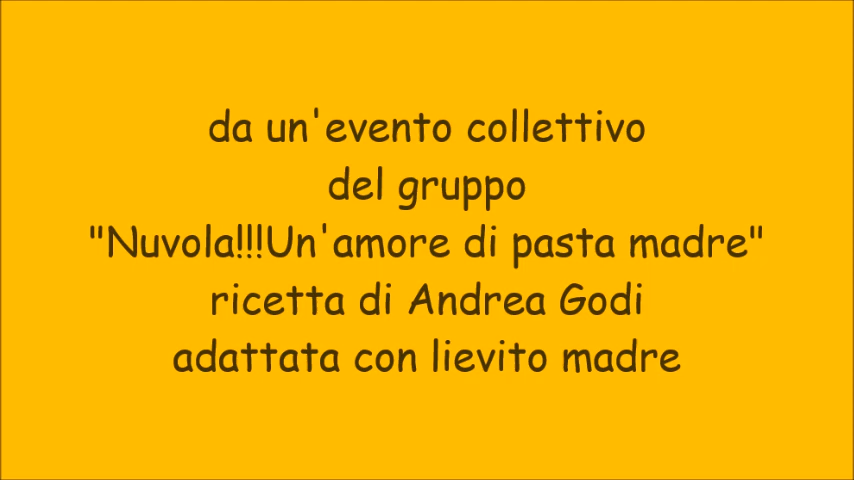 da un'evento collettivo
del gruppo
"Nuvola!!!Un'amore di pasta madre"
ricetta di Andrea Godi
adattata con lievito madre